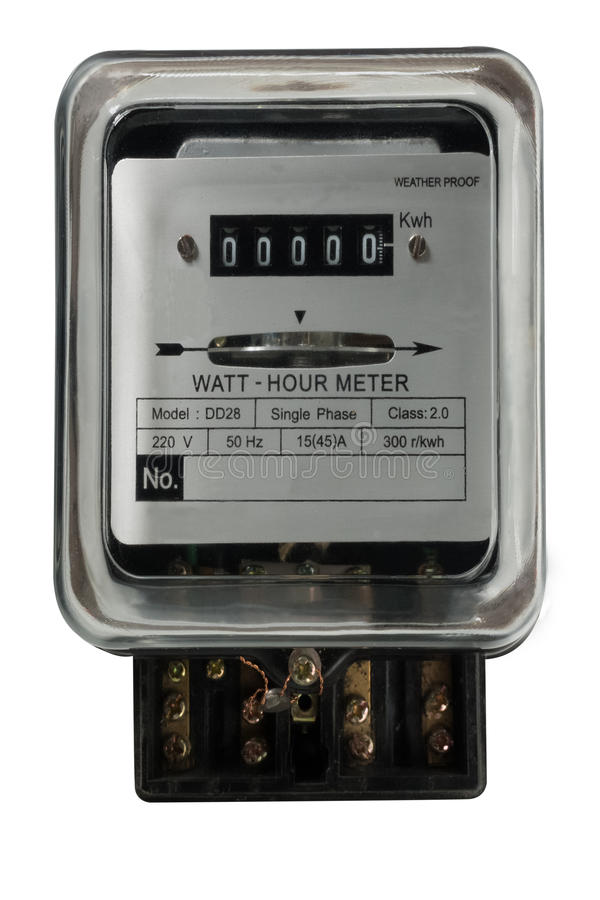 WEATHER PROOF
Kwh
00000
WATT - HOUR METER
Model : DD28 Single Phase Class: 2.0
220 V 50 Hz 15(45)A 300 r/kwh
dreamstime
No.